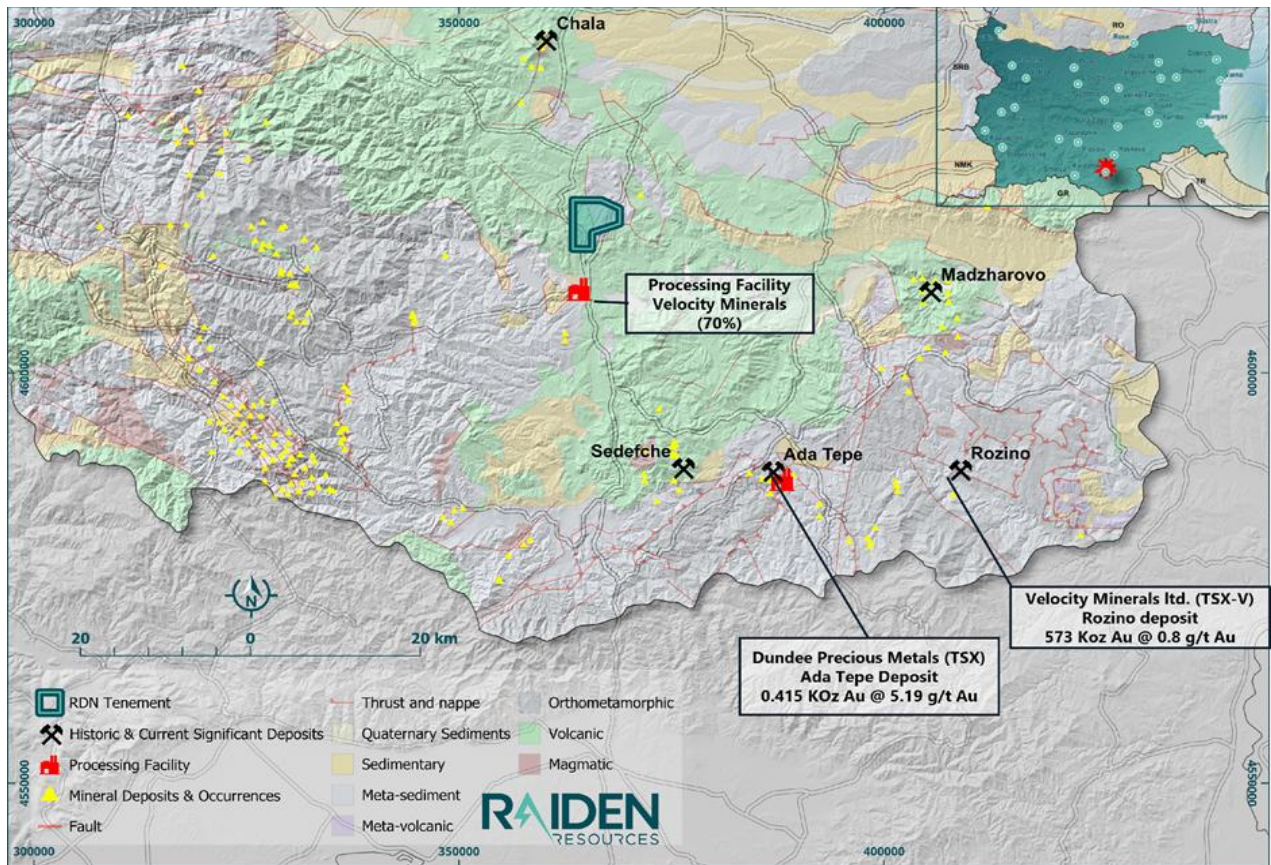 300000
350000
400000
Chala
RO
SRB
NMK
GR
TR
Processing Facility
Velocity Minerals
(70%)
Madzharovo
4600000
4600000
Sedefche
Ada Tepe
Rozino
N
20 0 20 km
Velocity Minerals ltd. (TSX-V)
Rozino deposit
573 Koz Au @ 0.8 g/t Au
Dundee Precious Metals (TSX)
Ada Tepe Deposit
0.415 KOz Au @ 5.19 g/t Au
RDN Tenement
Historic & Current Significant Deposits
Processing Facility
Mineral Deposits & Occurrences
Fault
Thrust and nappe
Quaternary Sediments
Sedimentary
Meta-sediment
Meta-volcanic
Orthometamorphic
Volcanic
Magmatic
RAIDEN
RESOURCES
4550000
4550000
300000
350000
400000